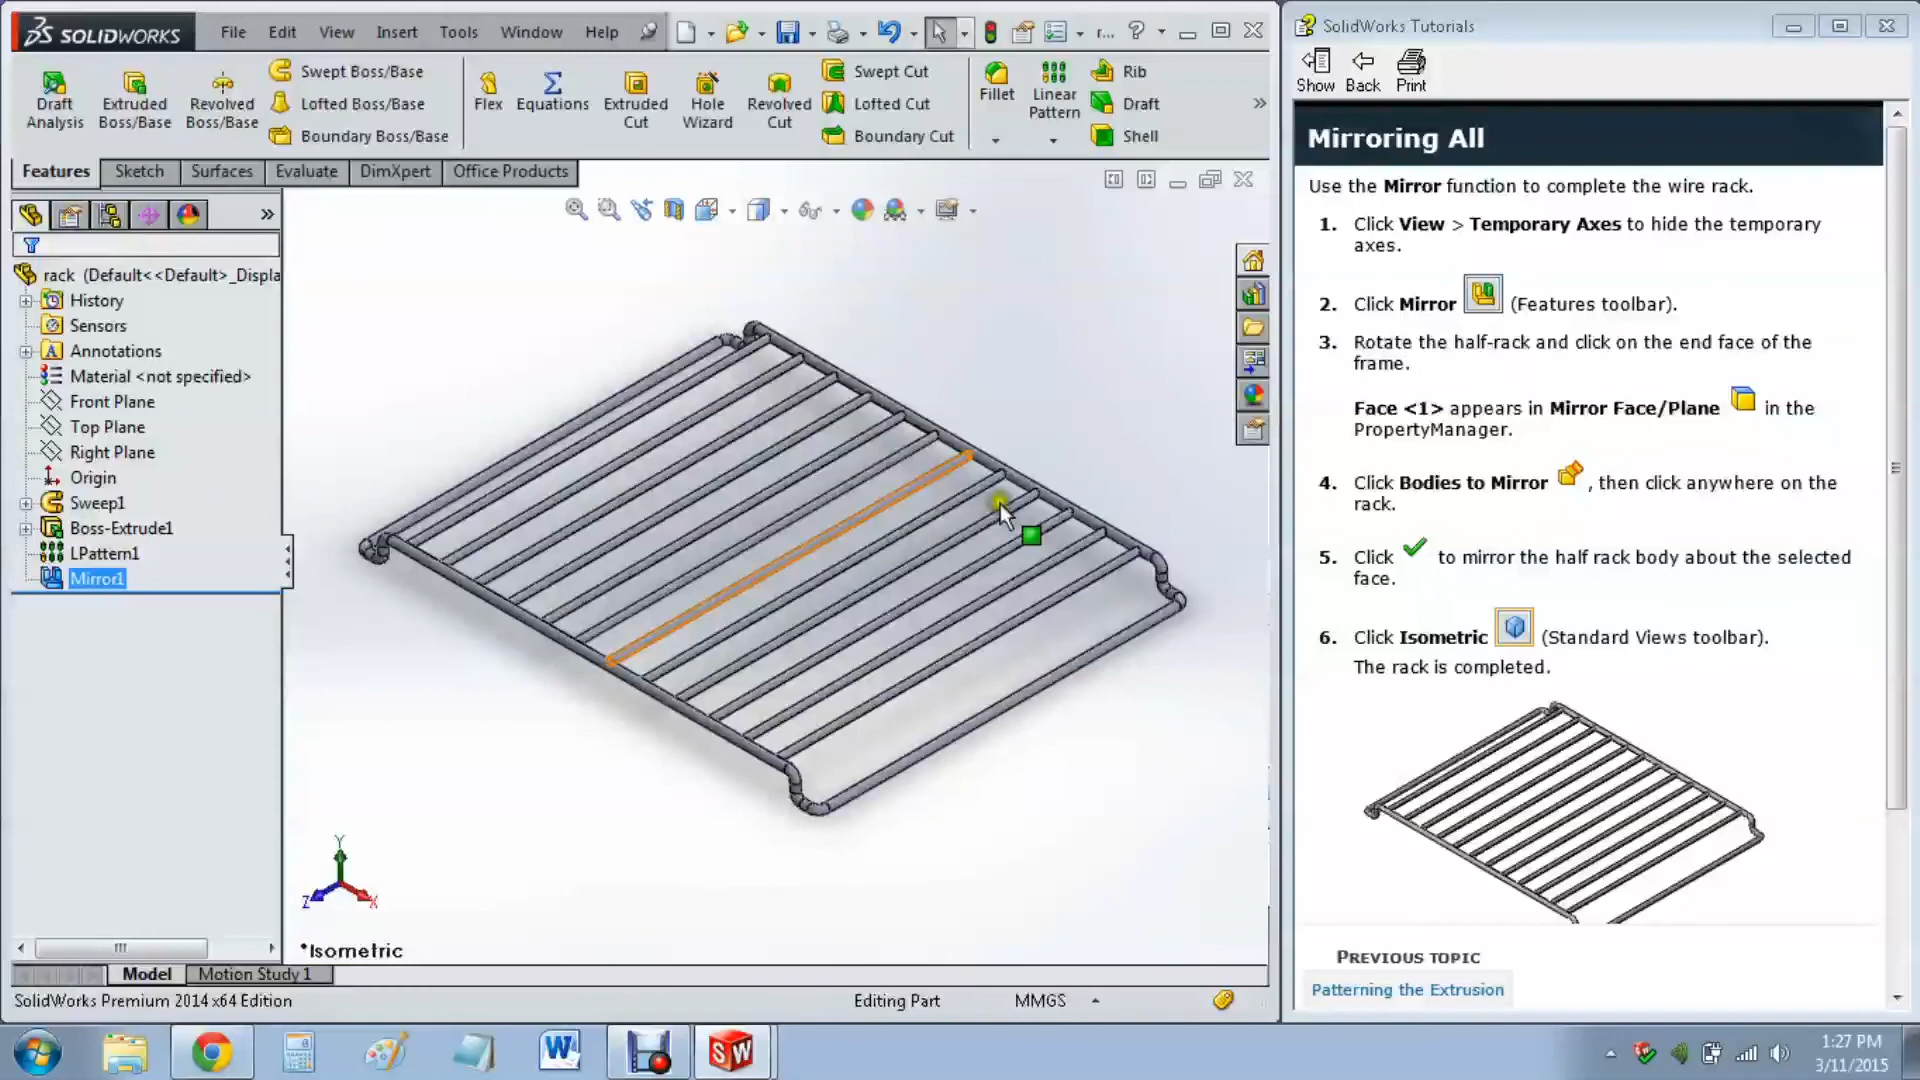 SOLIDWORKS File Edit View Insert Tools Window Help r... ?
Draft Analysis
Extruded Boss/Base
Revolved Boss/Base
Swept Boss/Base
Lofted Boss/Base
Boundary Boss/Base
Flex
Equations
Extruded Cut
Hole Wizard
Revolved Cut
Swept Cut
Lofted Cut
Boundary Cut
Fillet
Linear Pattern
Rib
Draft
Shell
Features Sketch Surfaces Evaluate DimXpert Office Products
rack (Default<<Default>_Displa
History
Sensors
Annotations
Material <not specified>
Front Plane
Top Plane
Right Plane
Origin
Sweep1
Boss-Extrude1
LPattern1
Mirror1
Y
Z X
*Isometric
Model Motion Study 1
SolidWorks Premium 2014 x64 Edition Editing Part MMGS
SolidWorks Tutorials
Show Back Print
Mirroring All
Use the Mirror function to complete the wire rack.
1. Click View > Temporary Axes to hide the temporary
axes.
2. Click Mirror (Features toolbar).
3. Rotate the half-rack and click on the end face of the
frame.
Face <1> appears in Mirror Face/Plane in the
PropertyManager.
4. Click Bodies to Mirror , then click anywhere on the
rack.
5. Click to mirror the half rack body about the selected
face.
6. Click Isometric (Standard Views toolbar).
The rack is completed.
PREVIOUS TOPIC
Patterning the Extrusion
1:27 PM
3/11/2015